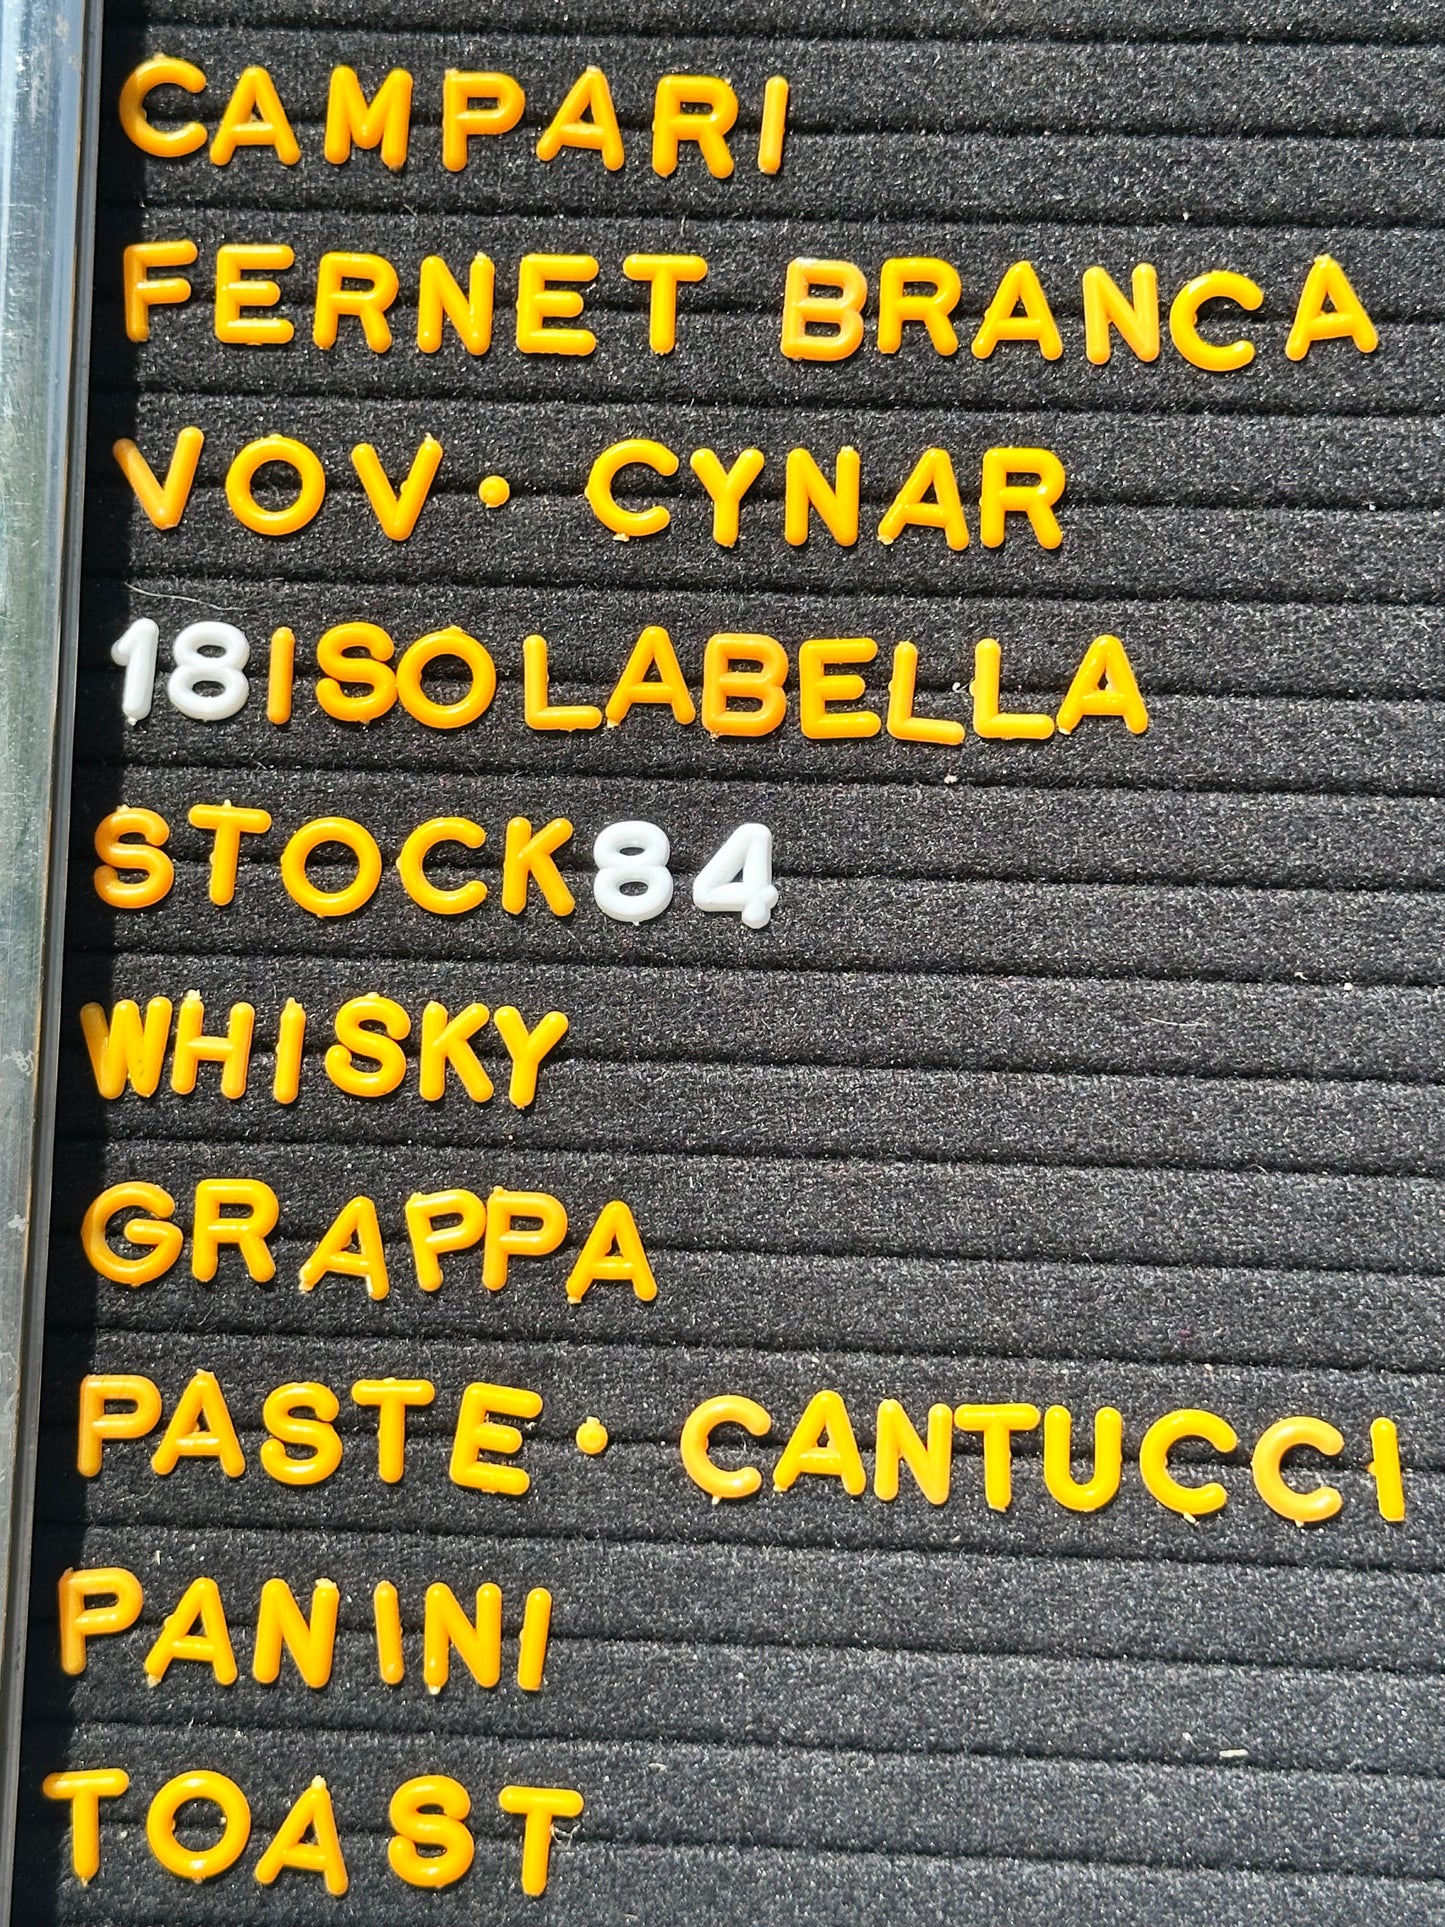 CAMPARI
FERNET BRANCA
VOV· CYNAR
18ISOLABELLA
STOCK84
WHISKY
GRAPPA
PASTE· CANTUCCI
PANINI
TOAST